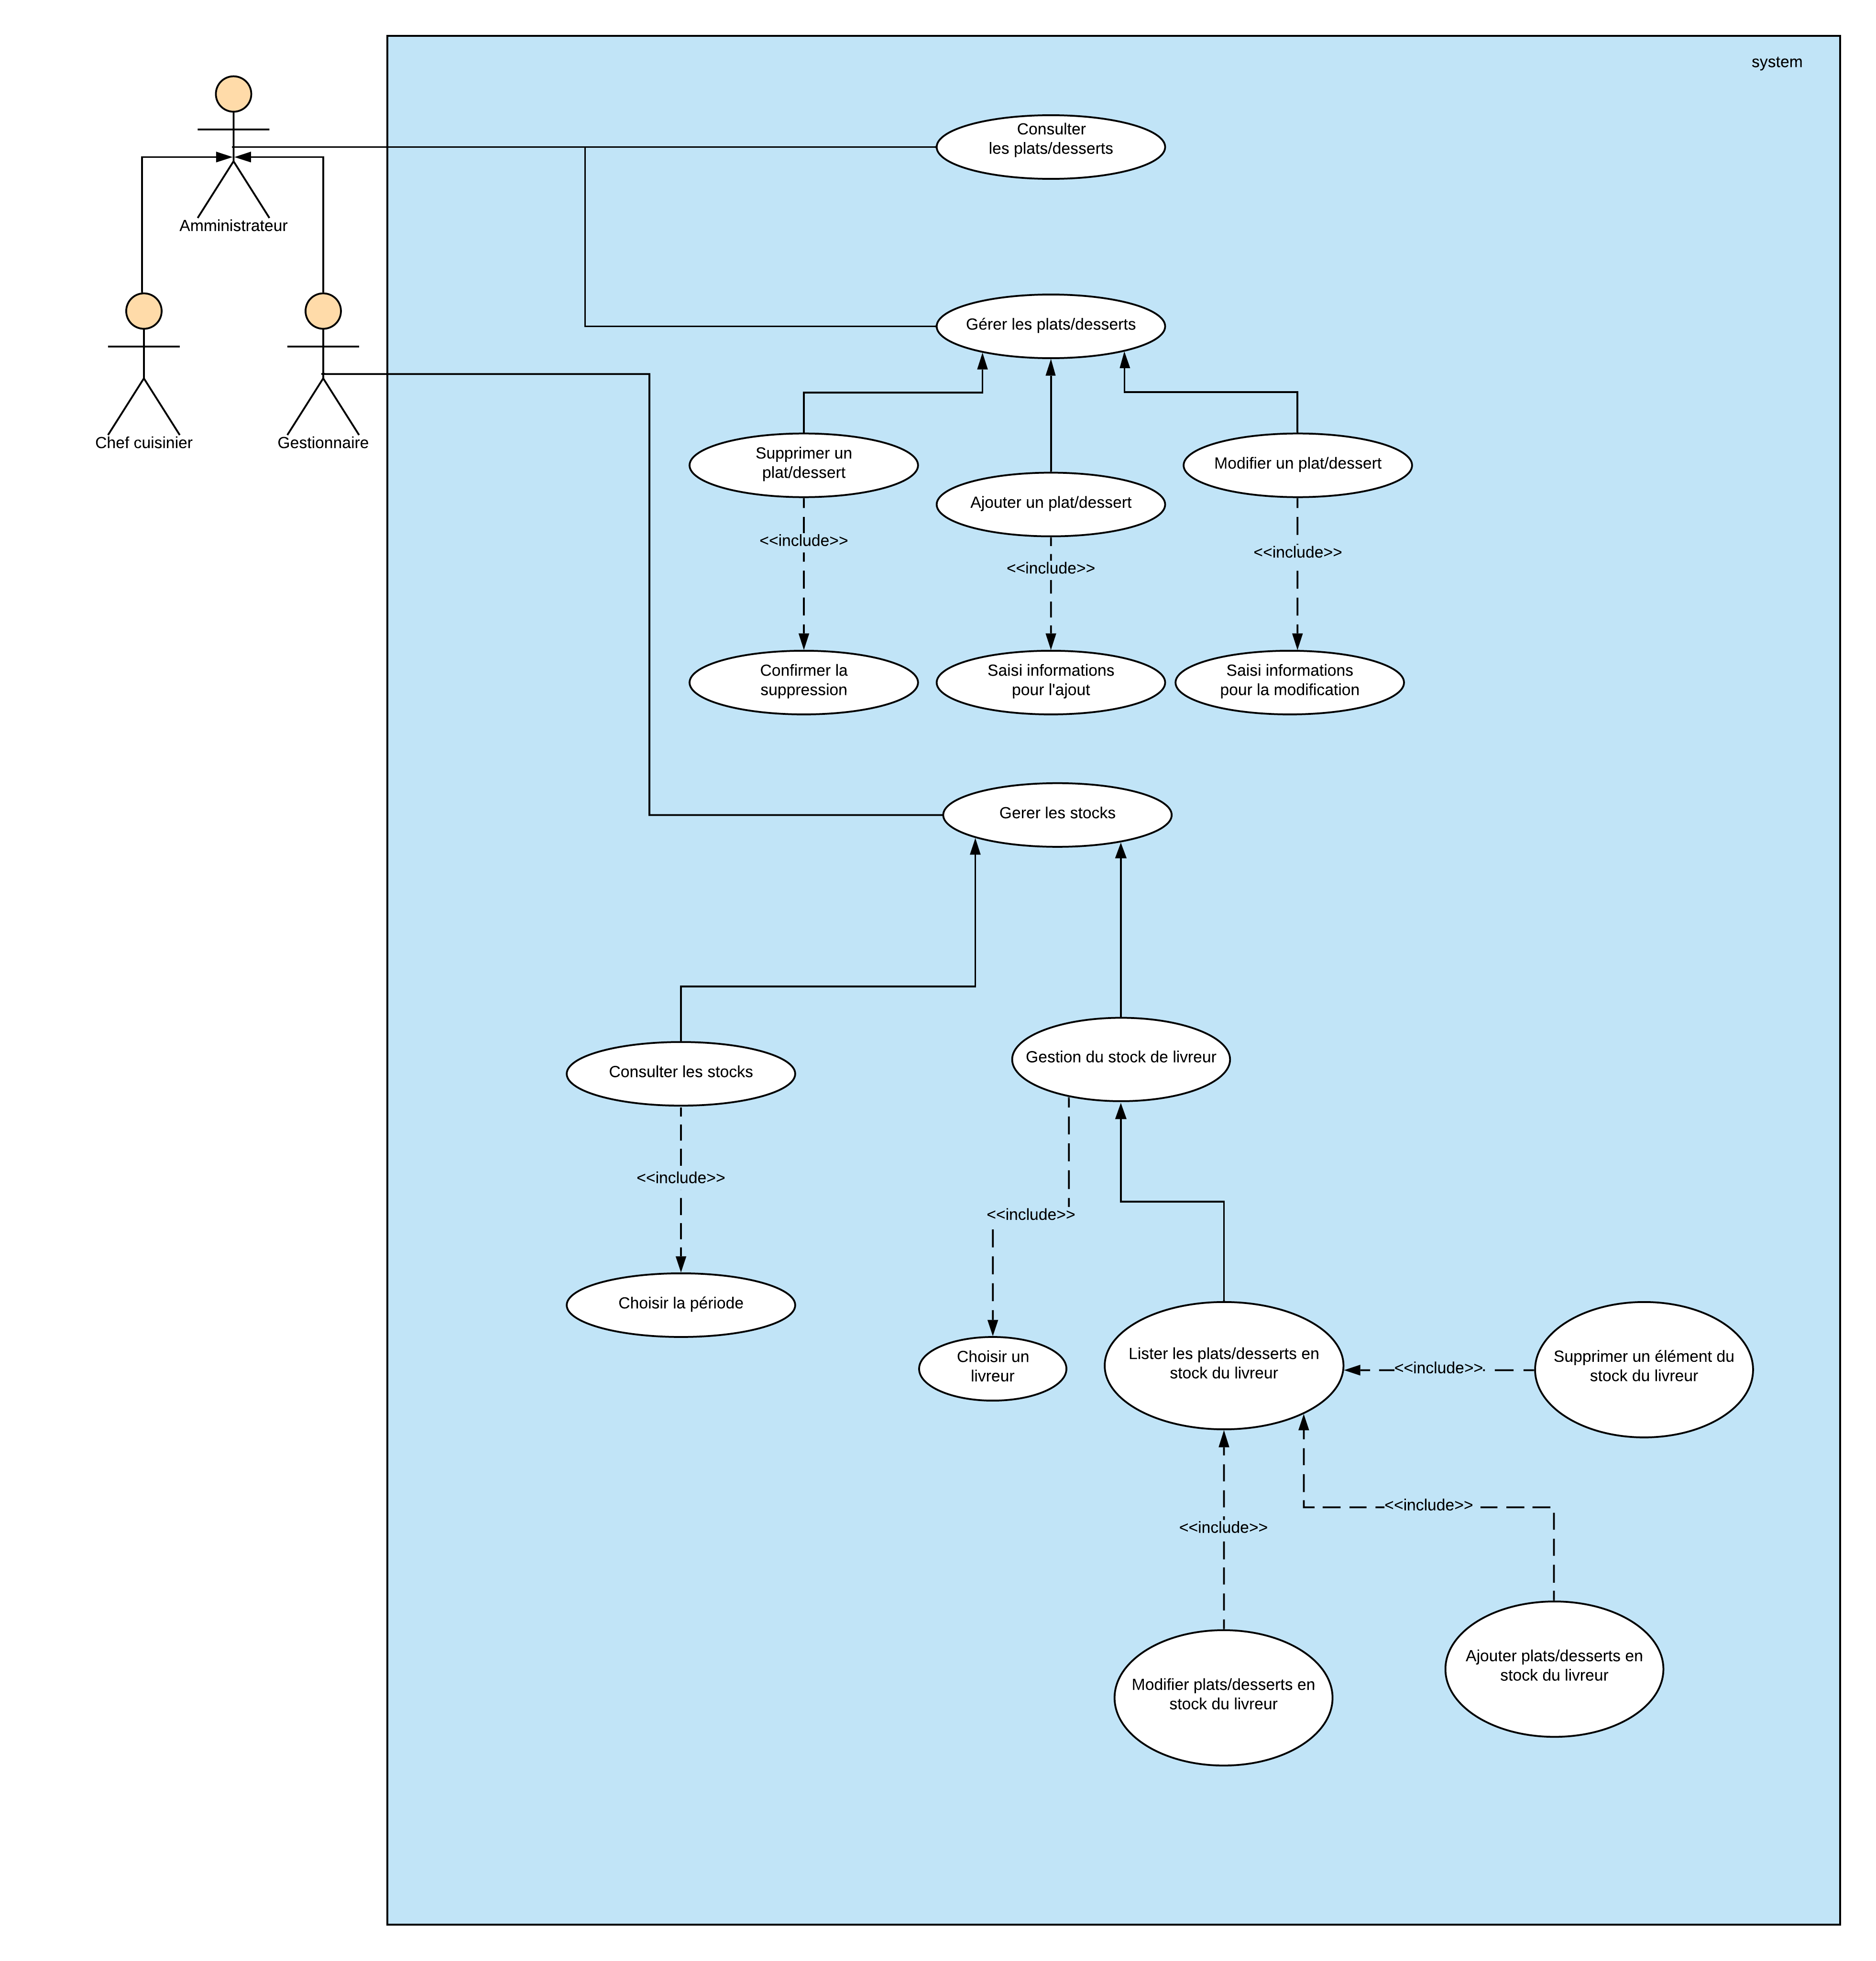 system
Consulter
les plats/desserts
Amministrateur
Gérer les plats/desserts
Chef cuisinier
Gestionnaire
Supprimer un
plat/dessert
Ajouter un plat/dessert
Modifier un plat/dessert
<<include>>
<<include>>
<<include>>
Confirmer la
suppression
Saisi informations
pour l'ajout
Saisi informations
pour la modification
Gerer les stocks
Consulter les stocks
Gestion du stock de livreur
<<include>>
<<include>>
Choisir la période
Choisir un
livreur
Lister les plats/desserts en
stock du livreur
<<include>>
Supprimer un élément du
stock du livreur
<<include>>
<<include>>
Modifier plats/desserts en
stock du livreur
Ajouter plats/desserts en
stock du livreur